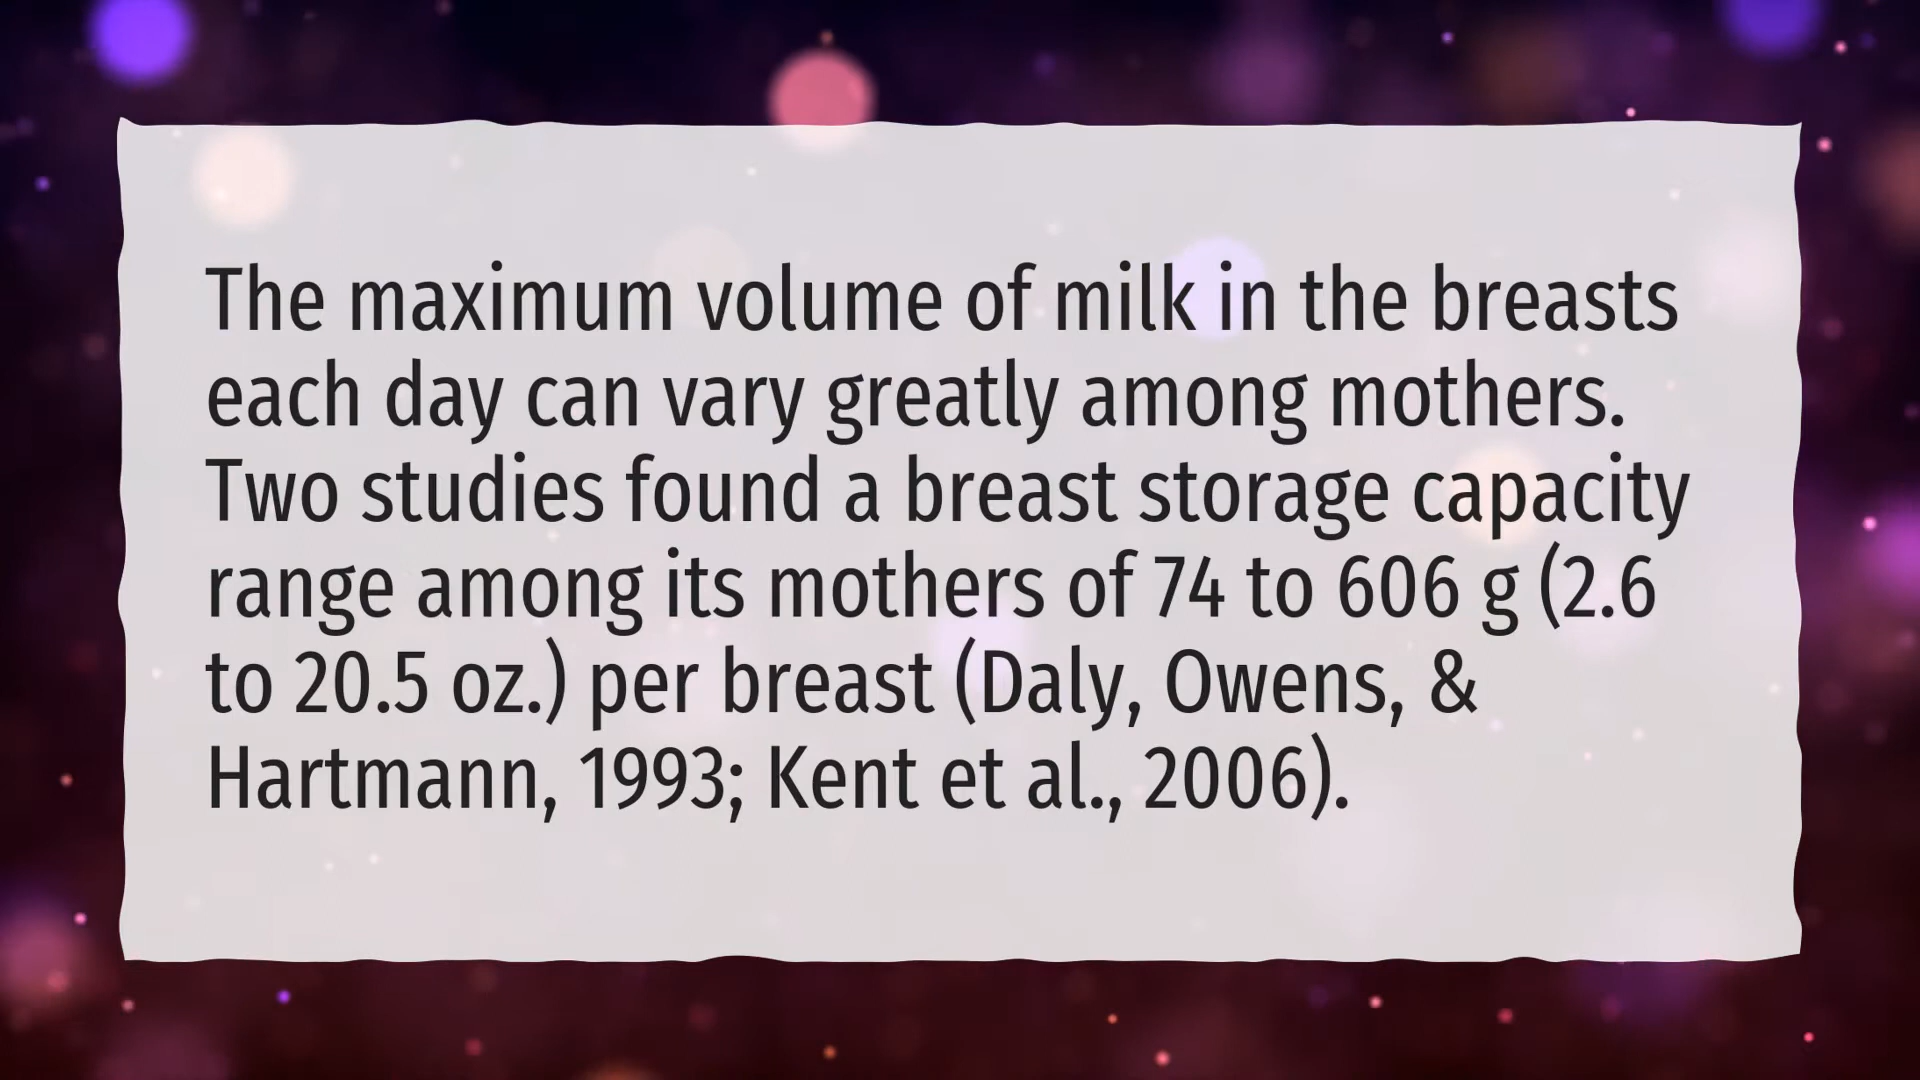 The maximum volume of milk in the breasts
each day can vary greatly among mothers.
Two studies found a breast storage capacity
range among its mothers of 74 to 606 g (2.6
to 20.5 oz.) per breast (Daly, Owens, &
Hartmann, 1993; Kent et al., 2006).